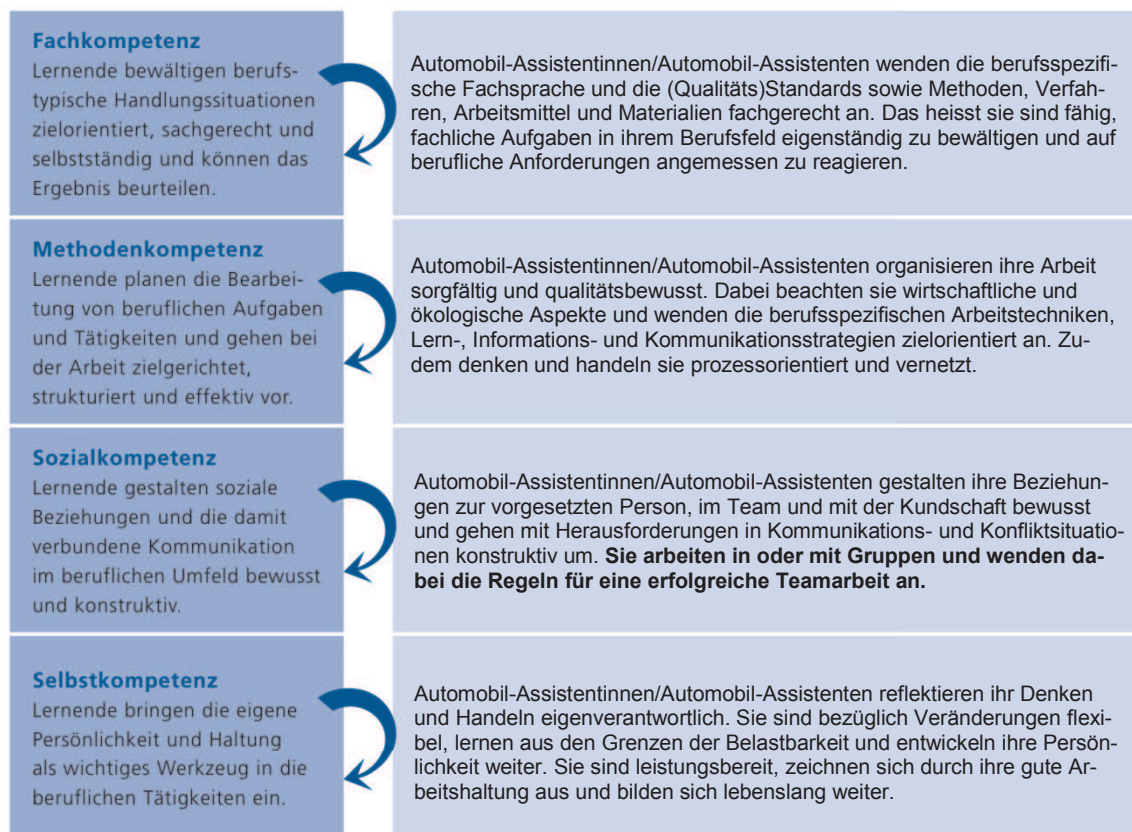 Fachkompetenz
Lernende bewältigen berufs-
typische Handlungssituationen
zielorientiert, sachgerecht und
selbstständig und können das
Ergebnis beurteilen.
Automobil-Assistentinnen/Automobil-Assistenten wenden die berufsspezifi-
sche Fachsprache und die (Qualitäts)Standards sowie Methoden, Verfah-
ren, Arbeitsmittel und Materialien fachgerecht an. Das heisst sie sind fähig,
fachliche Aufgaben in ihrem Berufsfeld eigenständig zu bewältigen und auf
berufliche Anforderungen angemessen zu reagieren.
Methodenkompetenz
Lernende planen die Bearbei-
tung von beruflichen Aufgaben
und Tätigkeiten und gehen bei
der Arbeit zielgerichtet,
strukturiert und effektiv vor.
Automobil-Assistentinnen/Automobil-Assistenten organisieren ihre Arbeit
sorgfältig und qualitätsbewusst. Dabei beachten sie wirtschaftliche und
ökologische Aspekte und wenden die berufsspezifischen Arbeitstechniken,
Lern-, Informations- und Kommunikationsstrategien zielorientiert an. Zu-
dem denken und handeln sie prozessorientiert und vernetzt.
Sozialkompetenz
Lernende gestalten soziale
Beziehungen und die damit
verbundene Kommunikation
im beruflichen Umfeld bewusst
und konstruktiv.
Automobil-Assistentinnen/Automobil-Assistenten gestalten ihre Beziehun-
gen zur vorgesetzten Person, im Team und mit der Kundschaft bewusst
und gehen mit Herausforderungen in Kommunikations- und Konfliktsituatio-
nen konstruktiv um. Sie arbeiten in oder mit Gruppen und wenden da-
bei die Regeln für eine erfolgreiche Teamarbeit an.
Selbstkompetenz
Lernende bringen die eigene
Persönlichkeit und Haltung
als wichtiges Werkzeug in die
beruflichen Tätigkeiten ein.
Automobil-Assistentinnen/Automobil-Assistenten reflektieren ihr Denken
und Handeln eigenverantwortlich. Sie sind bezüglich Veränderungen flexi-
bel, lernen aus den Grenzen der Belastbarkeit und entwickeln ihre Persön-
lichkeit weiter. Sie sind leistungsbereit, zeichnen sich durch ihre gute Ar-
beitshaltung aus und bilden sich lebenslang weiter.